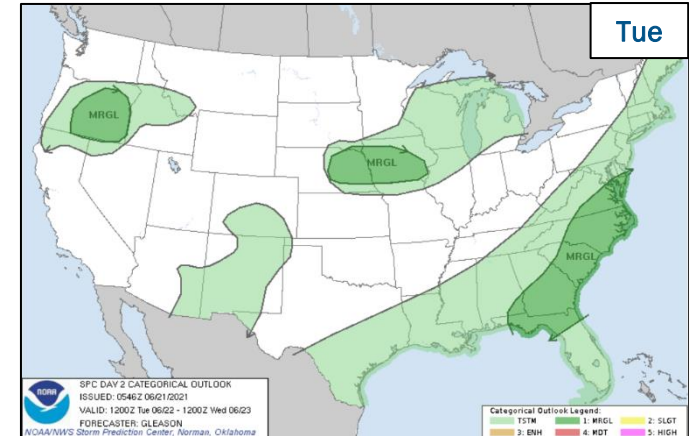 Tue
MRGL
MRGL
MRGL
NOAA
SPC DAY 2 CATEGORICAL OUTLOOK
ISSUED: 0546Z 06/21/2021
VALID: 1200Z Tue 06/22 - 1200Z Wed 06/23
FORECASTER: GLEASON
NOAA/NWS Storm Prediction Center, Norman, Oklahoma
Categorical Outlook Legend:
TSTM 1: MRGL 2: SLGT
3: ENH 4: MDT 5: HIGH